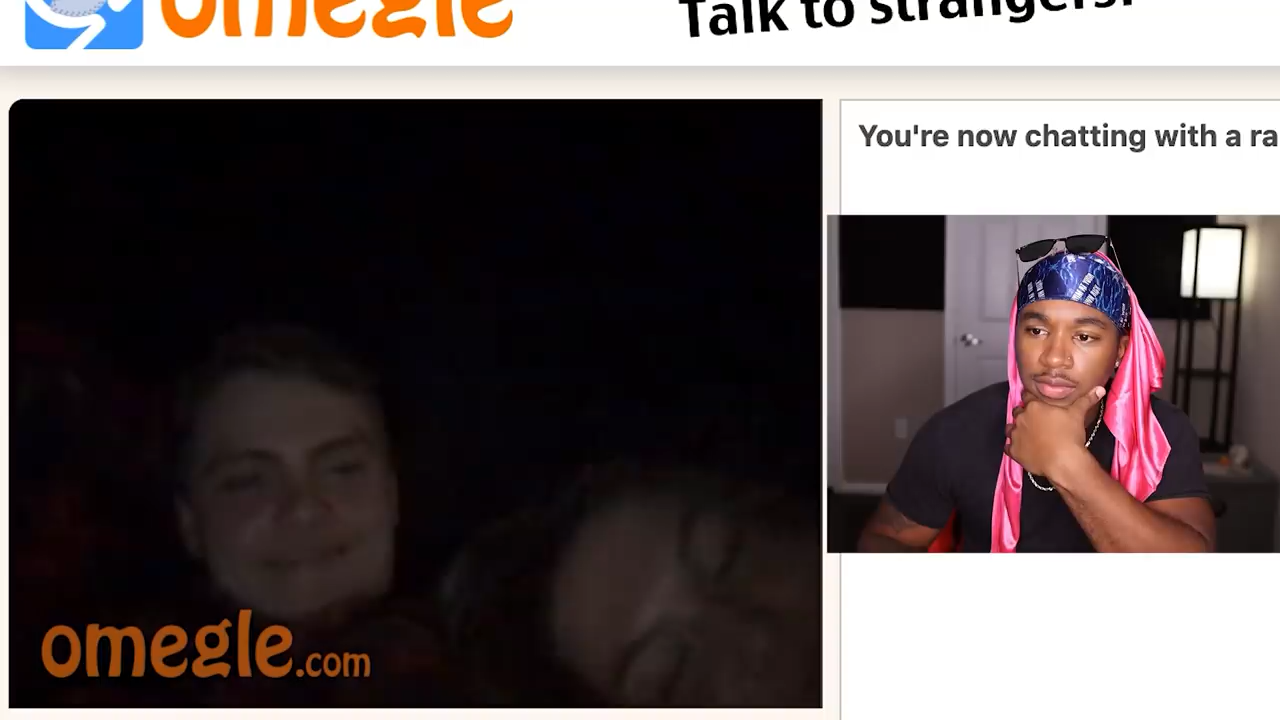 omegle
Talk to strangers!
You're now chatting with a ra
omegle.com